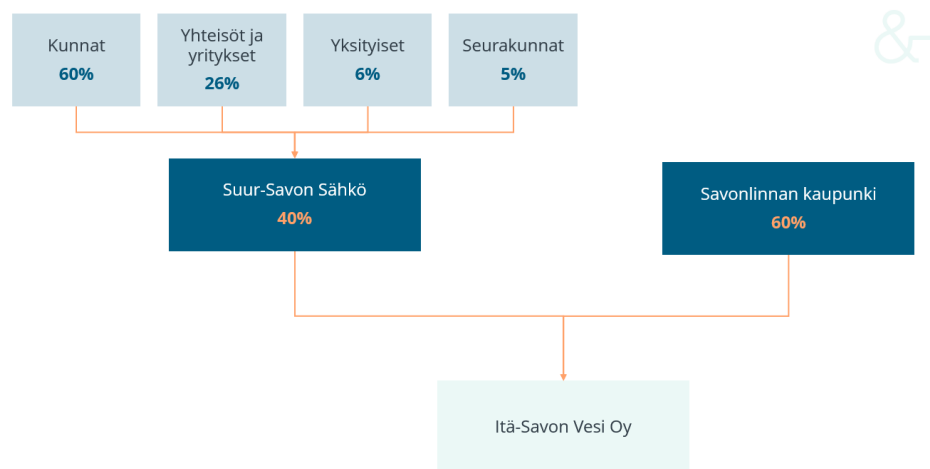 Kunnat
60%
Yhteisöt ja
yritykset
26%
Yksityiset
6%
Seurakunnat
5%
&
Suur-Savon Sähkö
40%
Savonlinnan kaupunki
60%
Itä-Savon Vesi Oy